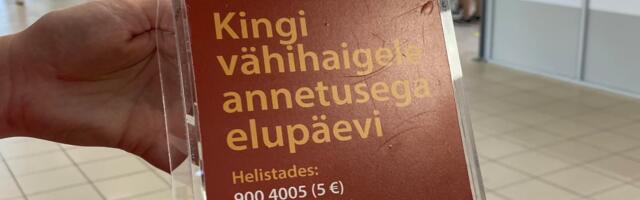 Kingi
vähihaigele
annetusega
elupäevi
Helistades:
900 4005 (5 €)